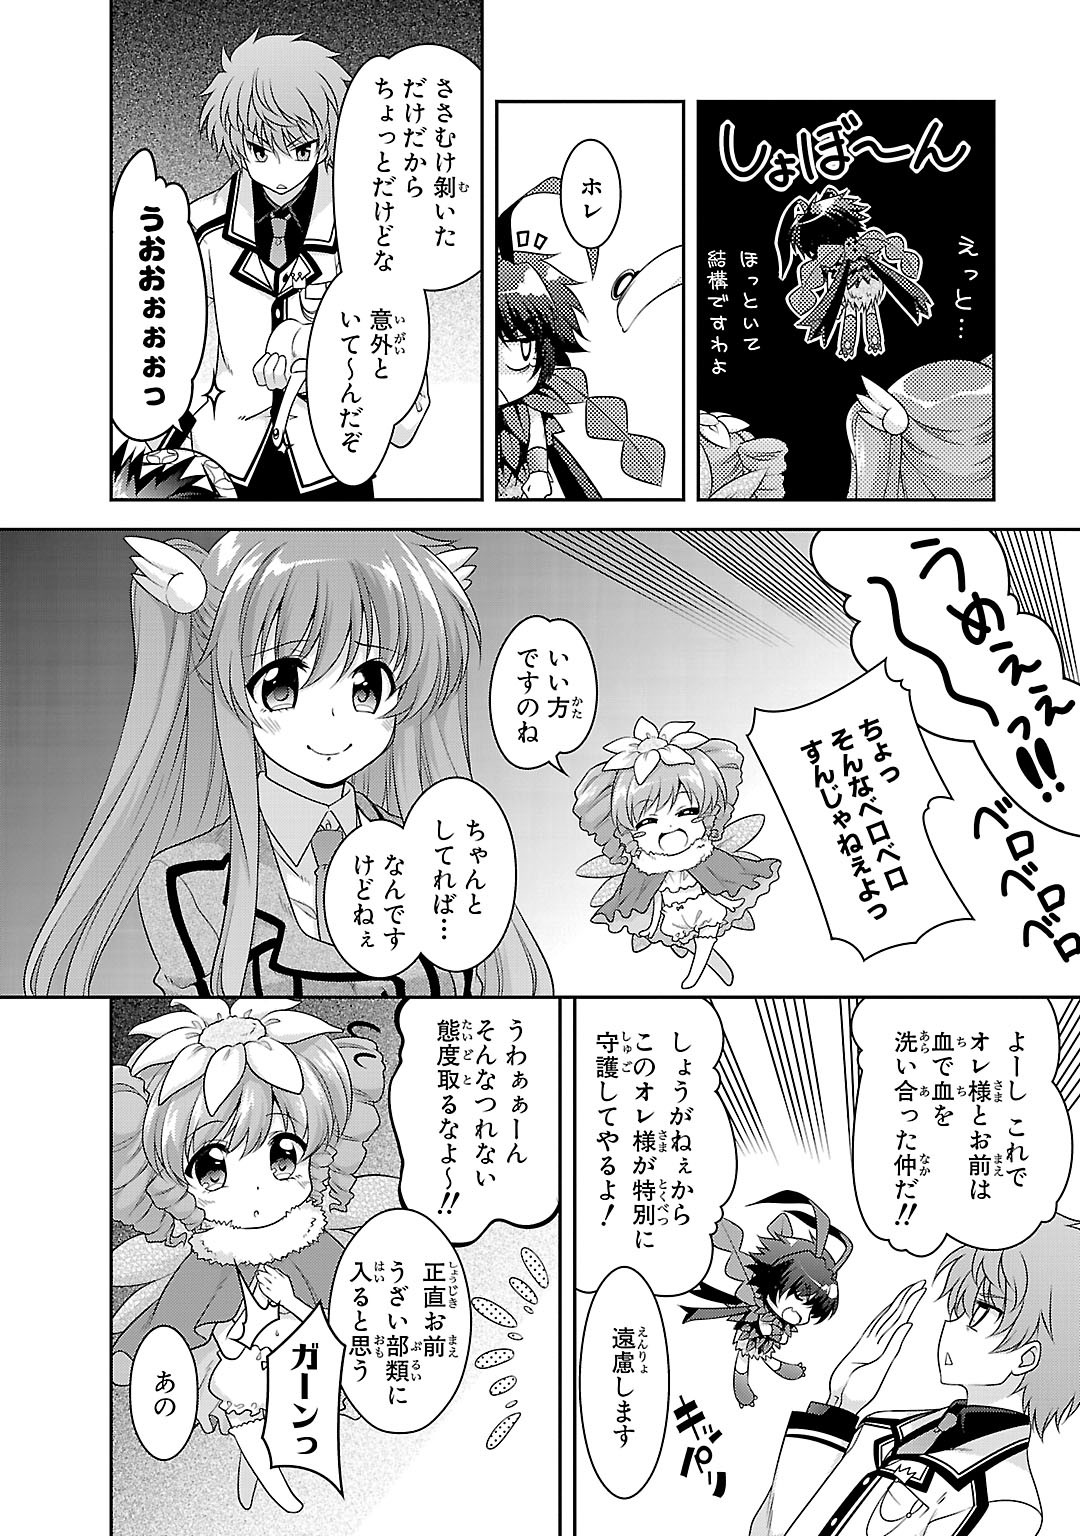 しょぼ〜ん
えっと…
ほっといて
結構ですわよ
ホレ
ささむけ剝いた
だけだから
ちょっとだけどな
意外と
いて〜んだぞ
うおおぉぉぉっ
うめぇぇぇ〜〜〜っ!!
ベロベロベロ
ちょっ
そんなベロベロ
すんじゃねえよっ
いい方
ですのね
ちゃんと
してれば…
なんです
けどねぇ
よーし これで
オレ様とお前は
血で血を
洗い合った仲だ!!
しょうがねぇから
このオレ様が特別に
守護してやるよ!
遠慮します
キッパリ
うわぁぁーん
そんなつれない
態度取るなよ〜!!
正直お前
うざい部類に
入ると思う
ガーンっ
あの